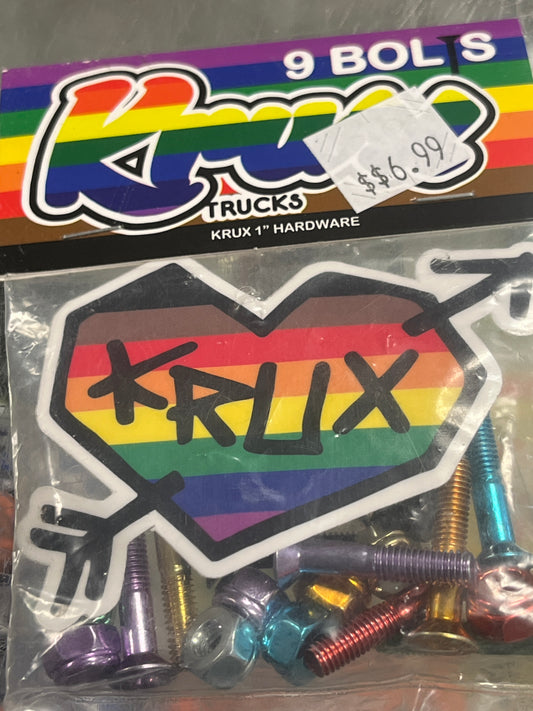 9 BOLTS
Krux
$$6.99
TRUCKS
KRUX 1" HARDWARE
KRUX